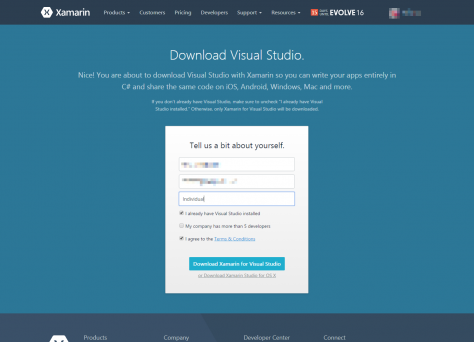 Xamarin Products Customers Pricing Developers Support Resources EVOLVE 16
Download Visual Studio.
Nice! You are about to download Visual Studio with Xamarin so you can write your apps entirely in
C# and share the same code on iOS, Android, Windows, Mac and more.
If you don't already have Visual Studio, make sure to uncheck "I already have Visual
Studio installed." Otherwise, only Xamarin for Visual Studio will be downloaded.
Tell us a bit about yourself.
Individual
I already have Visual Studio installed
My company has more than 5 developers
I agree to the Terms & Conditions
Download Xamarin for Visual Studio
or Download Xamarin Studio for OS X
Products Company Developer Center Connect